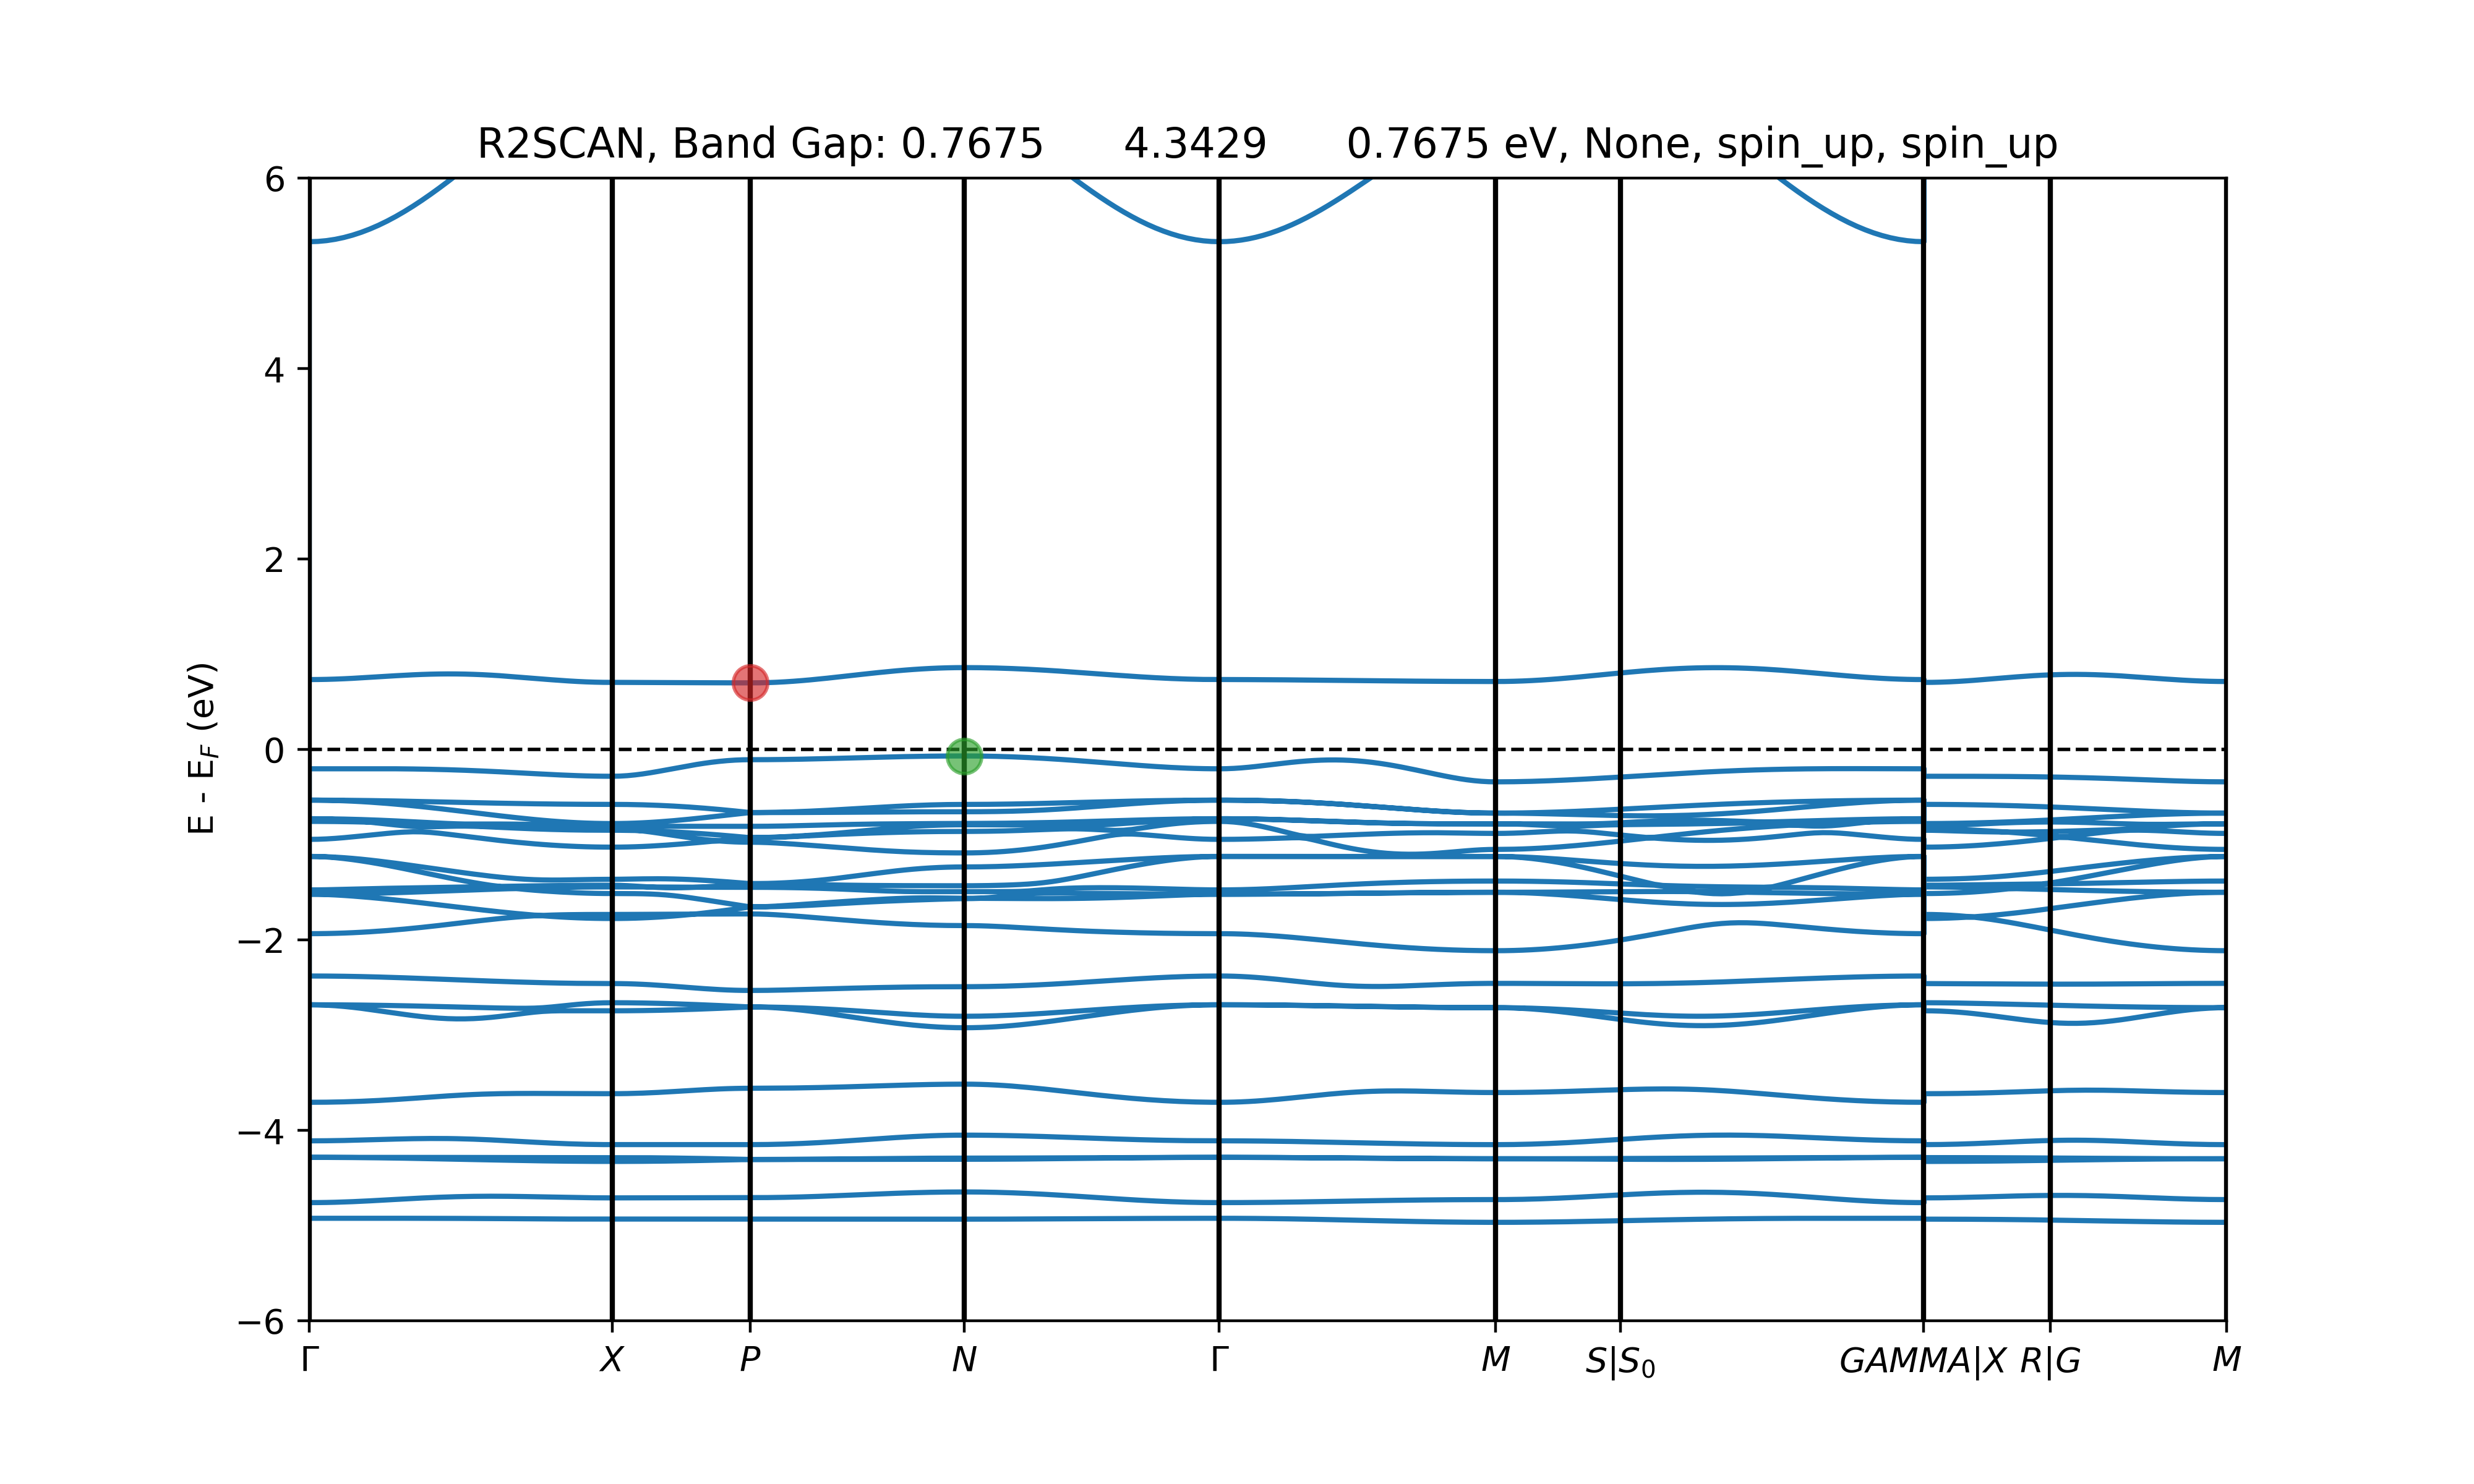 R2SCAN, Band Gap: 0.7675 4.3429 0.7675 eV, None, spin_up, spin_up
6
4
2
0
−2
−4
−6
E - E_F (eV)
Γ X P N Γ M S|S₀ GAMMA|X R|G M